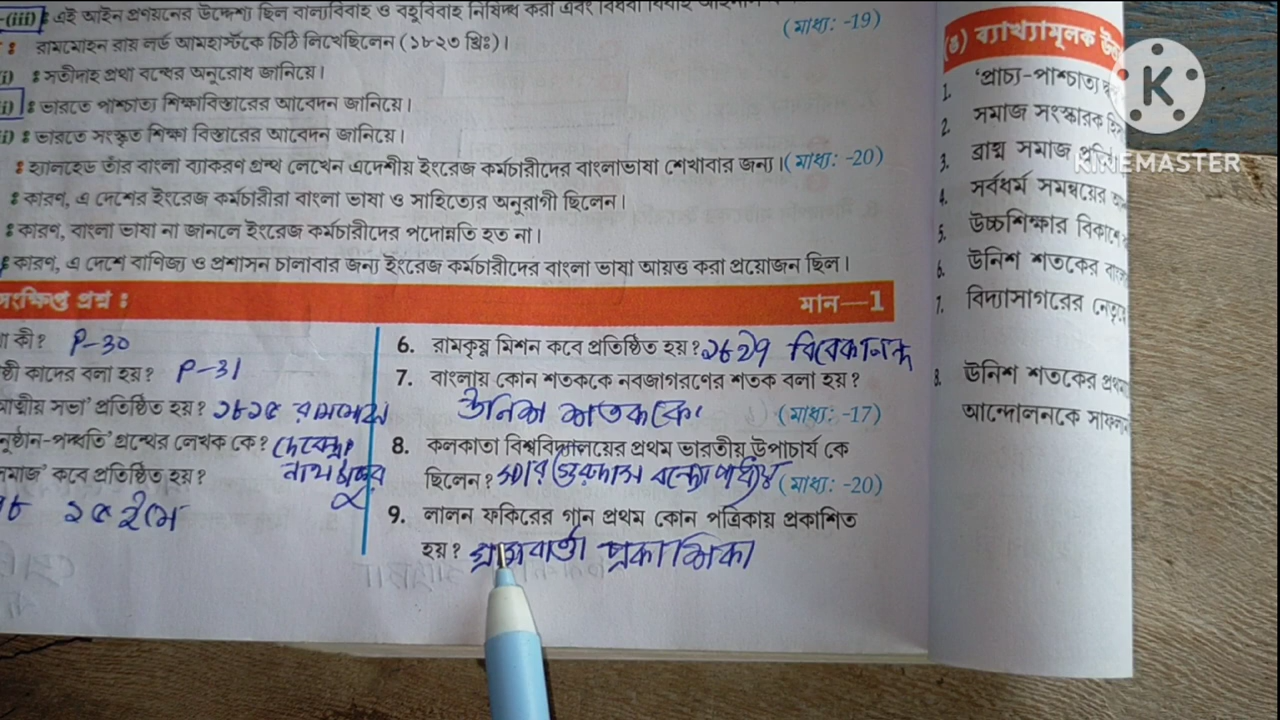 -(iii) ঃ এই আইন প্রণয়নের উদ্দেশ্য ছিল বাল্যবিবাহ ও বহুবিবাহ নিষিদ্ধ করা এবং বিধবা বিবাহ
(মাধ্য: -19)
ঃ রামমোহন রায় লর্ড আমহার্স্টকে চিঠি লিখেছিলেন (১৮২৩ খ্রিঃ)।
i) ঃ সতীদাহ প্রথা বন্ধের অনুরোধ জানিয়ে।
i) ঃ ভারতে পাশ্চাত্য শিক্ষাবিস্তারের আবেদন জানিয়ে।
i) ঃ ভারতে সংস্কৃত শিক্ষা বিস্তারের আবেদন জানিয়ে।
ঃ হ্যালহেড তাঁর বাংলা ব্যাকরণ গ্রন্থ লেখেন এদেশীয় ইংরেজ কর্মচারীদের বাংলাভাষা শেখাবার জন্য। (মাধ্য: -20)
ঃ কারণ, এ দেশের ইংরেজ কর্মচারীরা বাংলা ভাষা ও সাহিত্যের অনুরাগী ছিলেন।
ঃ কারণ, বাংলা ভাষা না জানলে ইংরেজ কর্মচারীদের পদোন্নতি হত না।
ঃ কারণ, এ দেশে বাণিজ্য ও প্রশাসন চালাবার জন্য ইংরেজ কর্মচারীদের বাংলা ভাষা আয়ত্ত করা প্রয়োজন ছিল।
সংক্ষিপ্ত প্রশ্ন ঃ মান—1
কী? P-30
কাদের বলা হয়? P-31
আত্মীয় সভা' প্রতিষ্ঠিত হয়? ১৮১৫
নুষ্ঠান-পদ্ধতি' গ্রন্থের লেখক কে? দেবেন্দ্র
নাথ ঠাকুর
সমাজ' কবে প্রতিষ্ঠিত হয়?
১৫ই মে
6. রামকৃষ্ণ মিশন কবে প্রতিষ্ঠিত হয়? ১৮৯৭ বিবেকানন্দ
7. বাংলায় কোন শতককে নবজাগরণের শতক বলা হয়?
উনিশ শতককে। (মাধ্য: -17)
8. কলকাতা বিশ্ববিদ্যালয়ের প্রথম ভারতীয় উপাচার্য কে
ছিলেন? স্যার গুরুদাস বন্দ্যোপাধ্যায় (মাধ্য: -20)
9. লালন ফকিরের গান প্রথম কোন পত্রিকায় প্রকাশিত
হয়? গ্রামবার্তা প্রকাশিকা
(ঙ) ব্যাখ্যামূলক
1. 'প্রাচ্য-পাশ্চাত্য
2. সমাজ সংস্কারক
3. ব্রাহ্ম সমাজ
4. সর্বধর্ম সমন্বয়ের
5. উচ্চশিক্ষার বিকাশে
6. উনিশ শতকের
7. বিদ্যাসাগরের
8. উনিশ শতকের
আন্দোলনকে
K
KINEMASTER